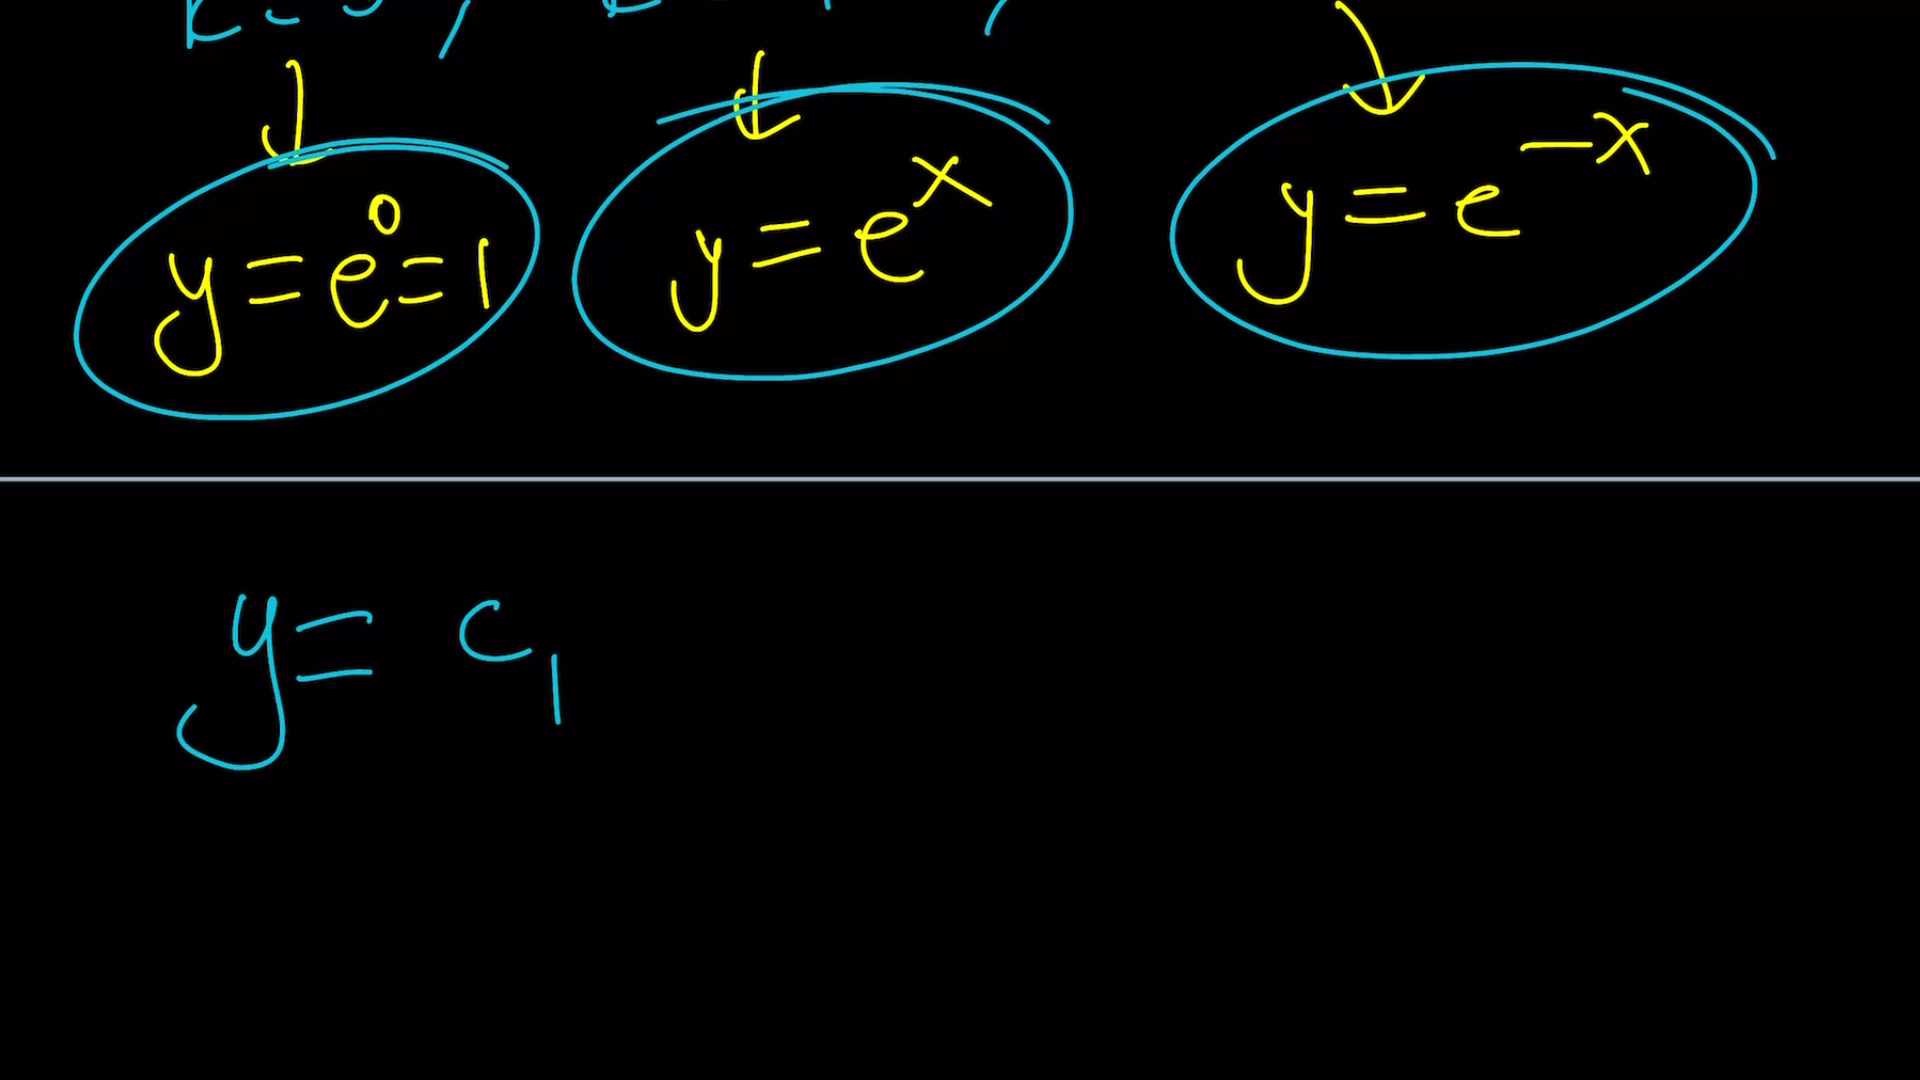 y = e⁰ = 1 y = eˣ y = e⁻ˣ
y = c₁